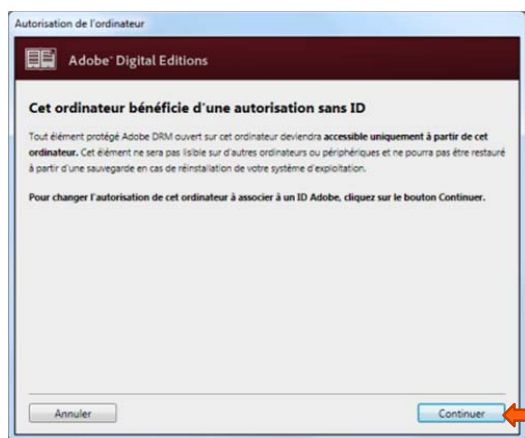 Autorisation de l'ordinateur
Adobe® Digital Editions
Cet ordinateur bénéficie d'une autorisation sans ID
Tout élément protégé Adobe DRM ouvert sur cet ordinateur deviendra accessible uniquement à partir de cet
ordinateur. Cet élément ne sera pas lisible sur d'autres ordinateurs ou périphériques et ne pourra pas être restauré
à partir d'une sauvegarde en cas de réinstallation de votre système d'exploitation.
Pour changer l'autorisation de cet ordinateur à associer à un ID Adobe, cliquez sur le bouton Continuer.
Annuler
Continuer